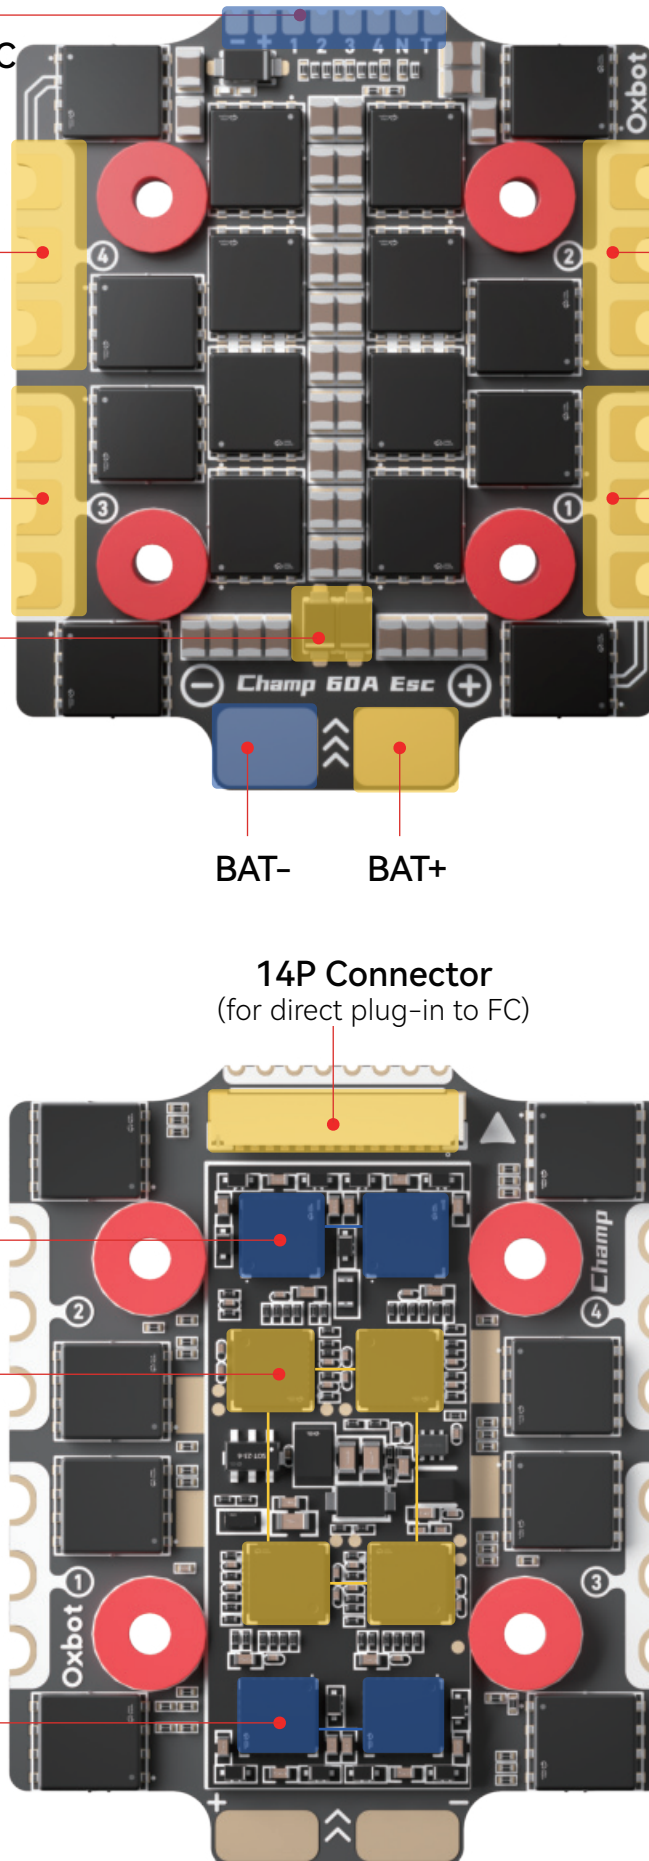 C
- + 1 2 3 4 N T
Oxbot
4
2
3
1
- Champ 60A Esc +
BAT-
BAT+
14P Connector
(for direct plug-in to FC)
Champ
2
4
1
3
Oxbot
+ -